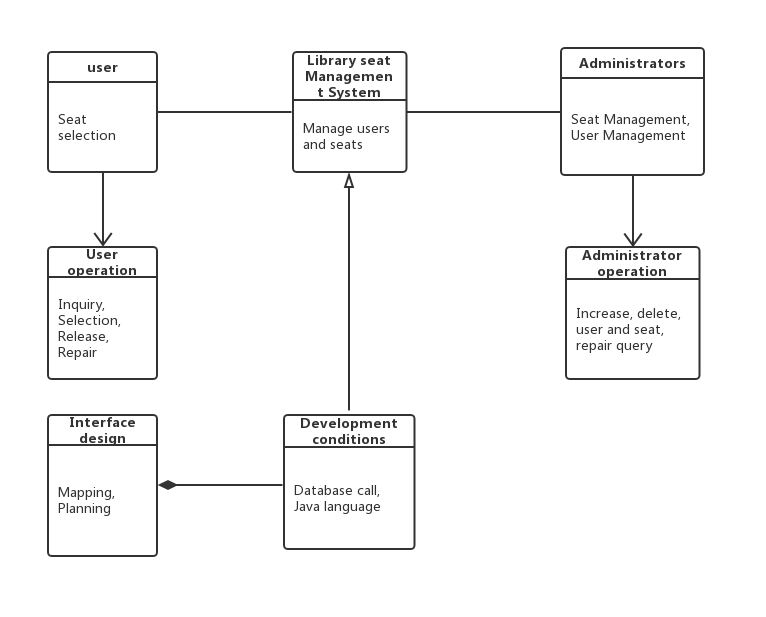 user
Seat
selection
Library seat
Managemen
t System
Manage users
and seats
Administrators
Seat Management,
User Management
User
operation
Inquiry,
Selection,
Release,
Repair
Administrator
operation
Increase, delete,
user and seat,
repair query
Interface
design
Mapping,
Planning
Development
conditions
Database call,
Java language